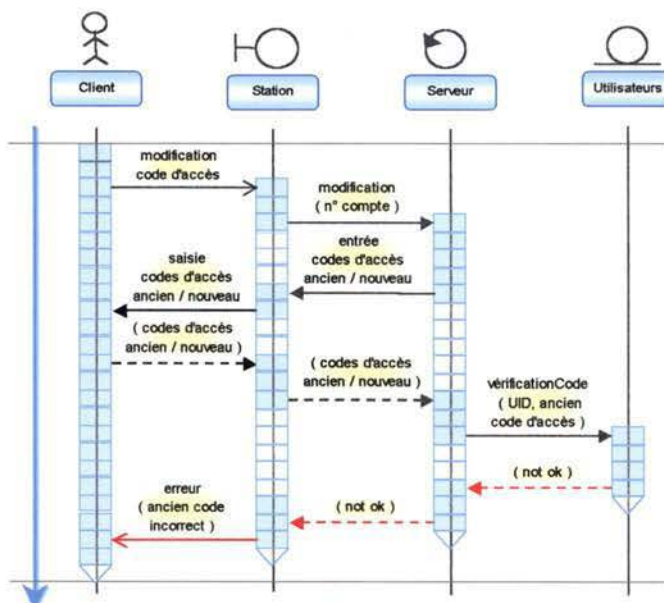 Client
Station
Serveur
Utilisateurs
modification
code d'accès
modification
( n° compte )
entrée
codes d'accès
ancien / nouveau
saisie
codes d'accès
ancien / nouveau
( codes d'accès
ancien / nouveau )
( codes d'accès
ancien / nouveau )
vérificationCode
( UID, ancien
code d'accès )
( not ok )
( not ok )
erreur
( ancien code
incorrect )